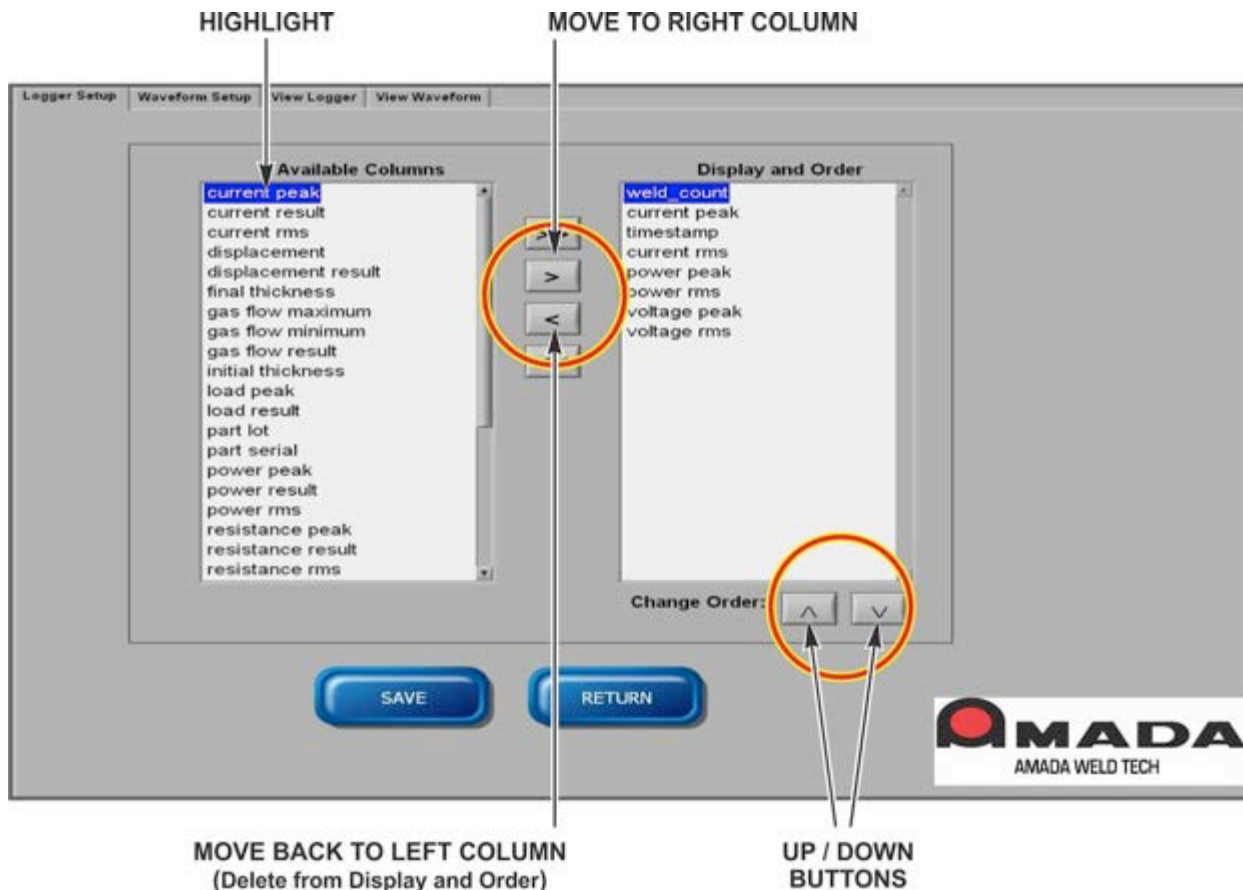 HIGHLIGHT
MOVE TO RIGHT COLUMN
Logger Setup
Waveform Setup
View Logger
View Waveform
Available Columns
current peak
current result
current rms
displacement
displacement result
final thickness
gas flow maximum
gas flow minimum
gas flow result
initial thickness
load peak
load result
part lot
part serial
power peak
power result
power rms
resistance peak
resistance result
resistance rms
>
<
Display and Order
weld_count
current peak
timestamp
current rms
power peak
power rms
voltage peak
voltage rms
Change Order:
SAVE
RETURN
AMADA
AMADA WELD TECH
MOVE BACK TO LEFT COLUMN
(Delete from Display and Order)
UP / DOWN
BUTTONS